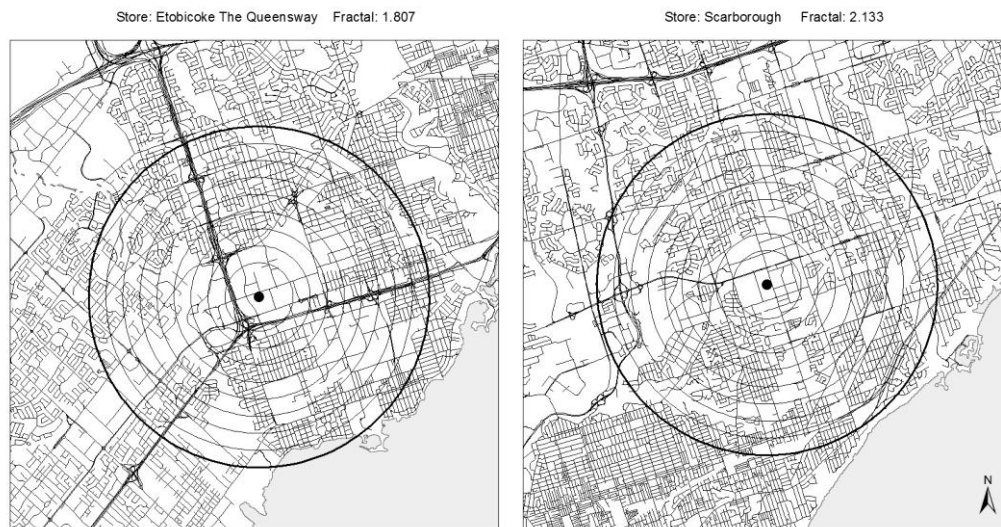 Store: Etobicoke The Queensway Fractal: 1.807
Store: Scarborough Fractal: 2.133
N